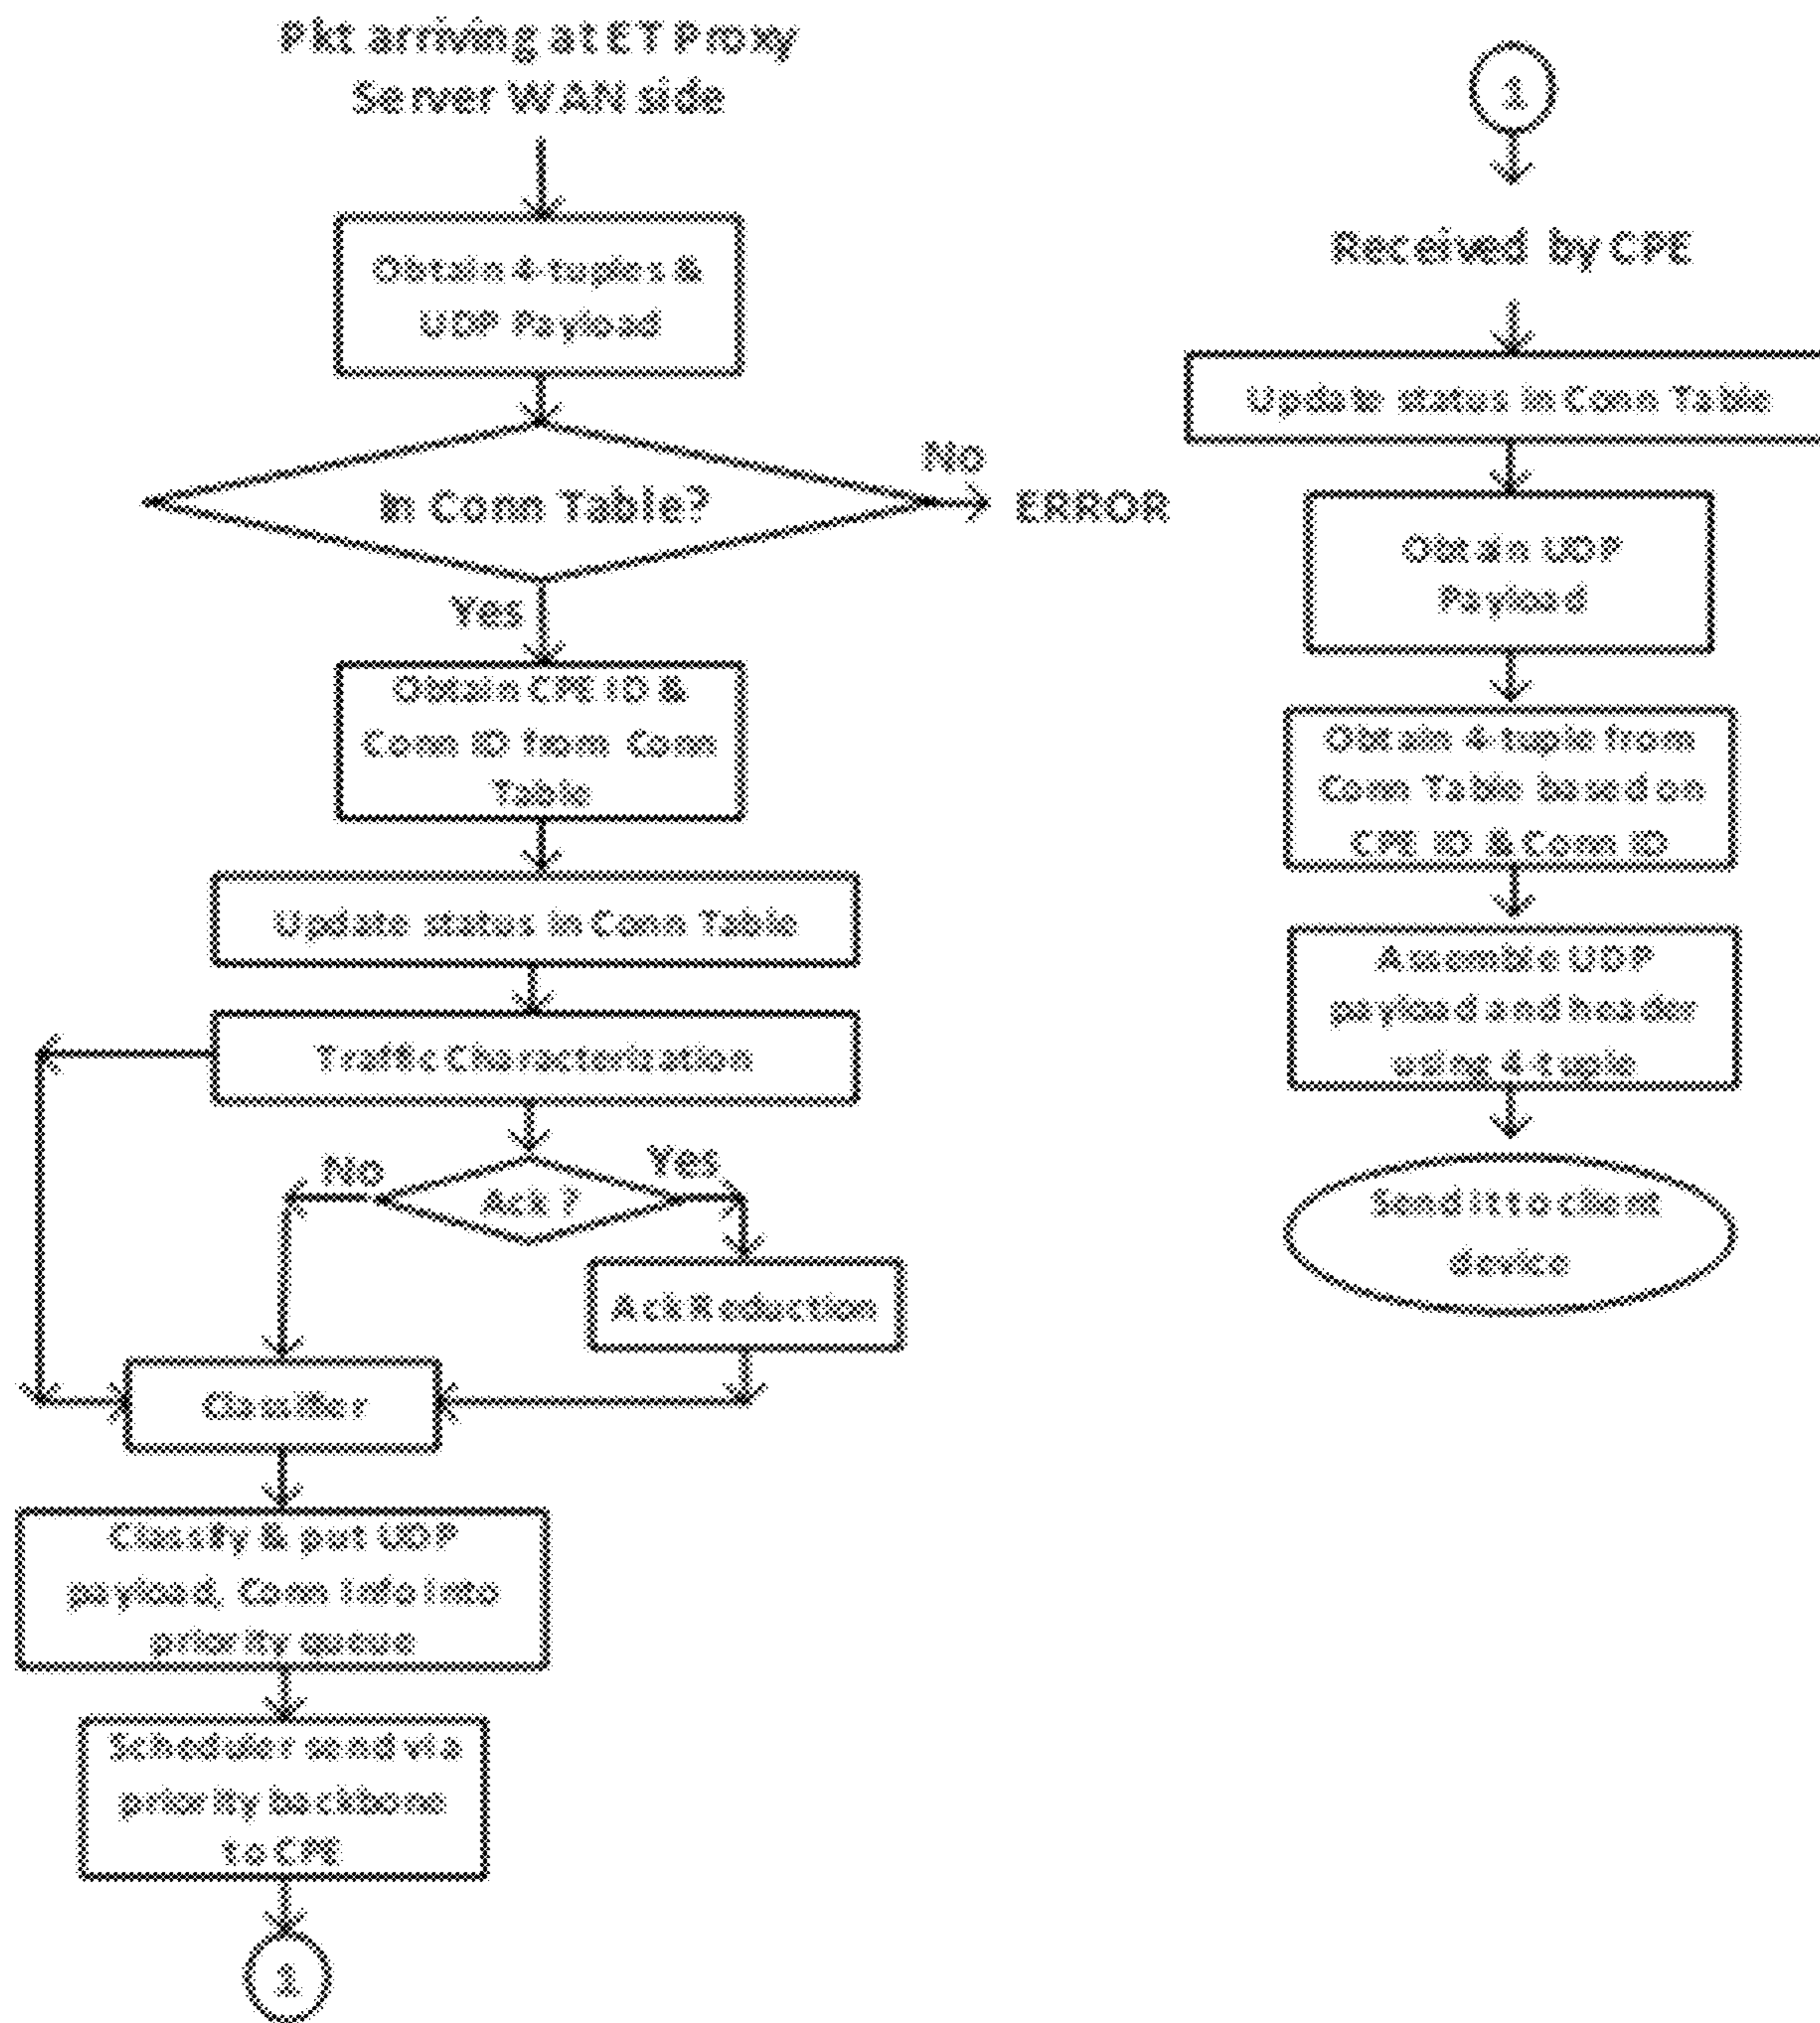 Pkt arriving at ET Proxy
Server WAN side
Obtain 4-tuples &
UDP Payload
In Conn Table?
No
ERROR
Yes
Obtain CPE ID &
Conn ID from Conn
Table
Update status in Conn Table
Traffic Characterization
No
Ack ?
Yes
Ack Reduction
Classifier
Classify & put UDP
payload, Conn Info into
priority queue
Scheduler send via
priority backbone
to CPE
1
1
Received by CPE
Update status in Conn Table
Obtain UDP
Payload
Obtain 4-tuple from
Conn Table based on
CPE ID & Conn ID
Assemble UDP
payload and header
using 4-tuple
Send it to client
device